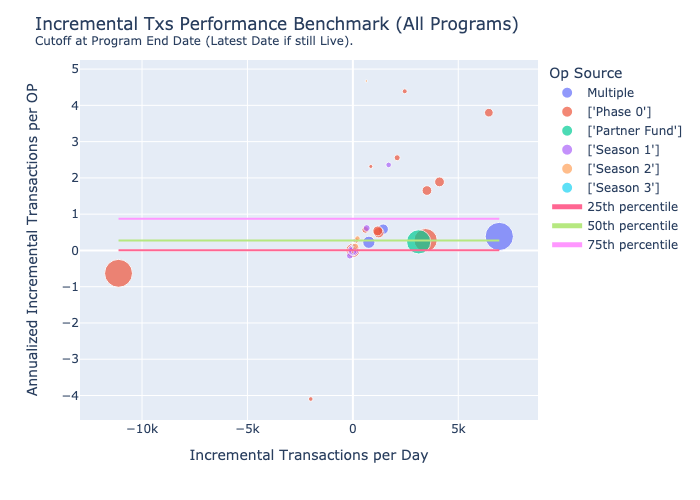 Incremental Txs Performance Benchmark (All Programs)
Cutoff at Program End Date (Latest Date if still Live).
Annualized Incremental Transactions per OP
5
4
3
2
1
0
−1
−2
−3
−4
−10k
−5k
0
5k
Incremental Transactions per Day
Op Source
Multiple
['Phase 0']
['Partner Fund']
['Season 1']
['Season 2']
['Season 3']
25th percentile
50th percentile
75th percentile